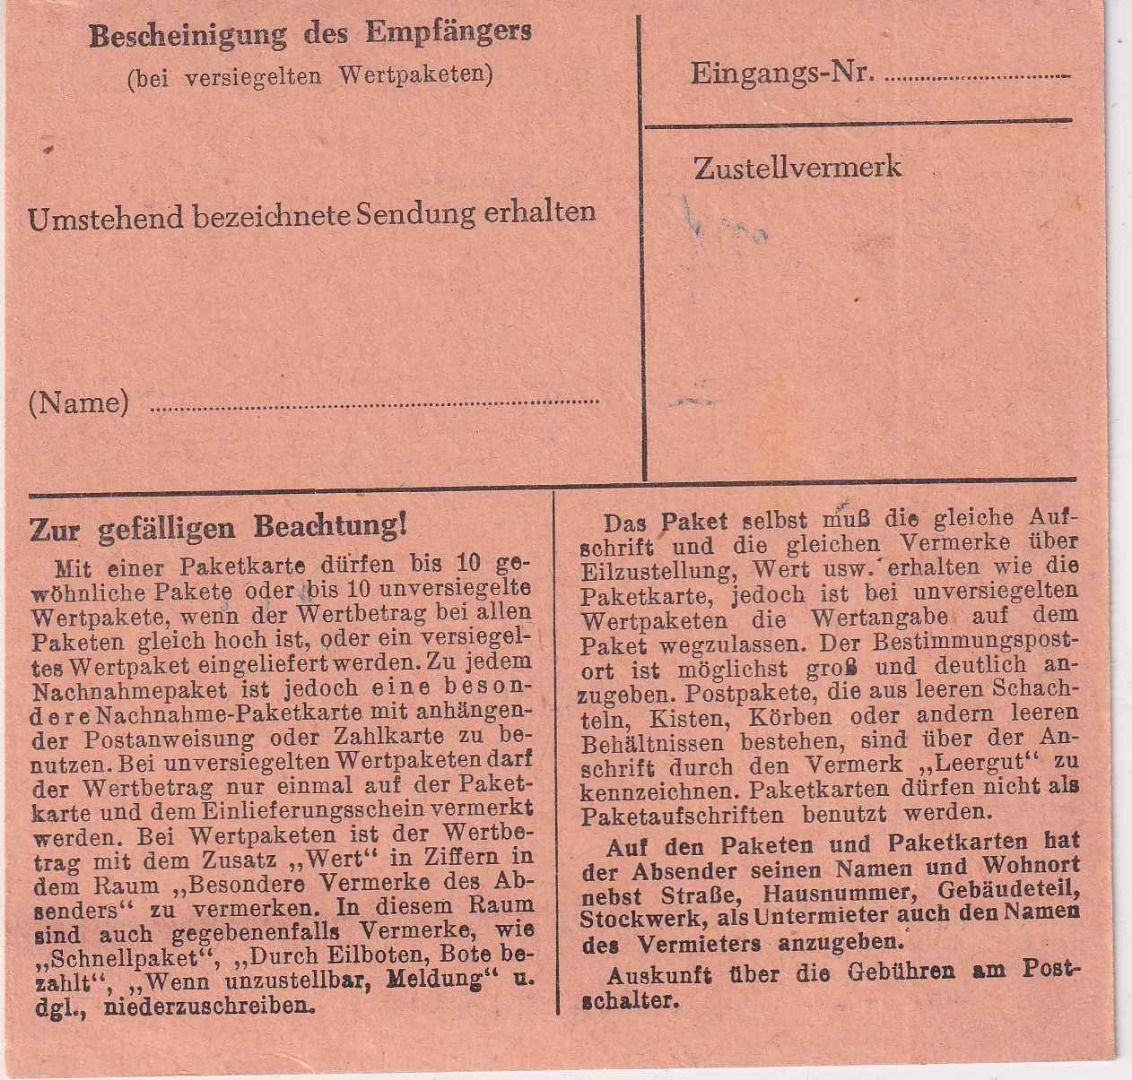 Bescheinigung des Empfängers
(bei versiegelten Wertpaketen)
Umstehend bezeichnete Sendung erhalten
(Name)
Eingangs-Nr.
Zustellvermerk
Zur gefälligen Beachtung!
Mit einer Paketkarte dürfen bis 10 ge-
wöhnliche Pakete oder bis 10 unversiegelte
Wertpakete, wenn der Wertbetrag bei allen
Paketen gleich hoch ist, oder ein versiegel-
tes Wertpaket eingeliefert werden. Zu jedem
Nachnahmepaket ist jedoch eine beson-
dere Nachnahme-Paketkarte mit anhängen-
der Postanweisung oder Zahlkarte zu be-
nutzen. Bei unversiegelten Wertpaketen darf
der Wertbetrag nur einmal auf der Paket-
karte und dem Einlieferungsschein vermerkt
werden. Bei Wertpaketen ist der Wertbe-
trag mit dem Zusatz „Wert“ in Ziffern in
dem Raum „Besondere Vermerke des Ab-
senders“ zu vermerken. In diesem Raum
sind auch gegebenenfalls Vermerke, wie
„Schnellpaket“, „Durch Eilboten, Bote be-
zahlt“, „Wenn unzustellbar, Meldung“ u.
dgl., niederzuschreiben.
Das Paket selbst muß die gleiche Auf-
schrift und die gleichen Vermerke über
Eilzustellung, Wert usw. erhalten wie die
Paketkarte, jedoch ist bei unversiegelten
Wertpaketen die Wertangabe auf dem
Paket wegzulassen. Der Bestimmungspost-
ort ist möglichst groß und deutlich an-
zugeben. Postpakete, die aus leeren Schach-
teln, Kisten, Körben oder andern leeren
Behältnissen bestehen, sind über der An-
schrift durch den Vermerk „Leergut“ zu
kennzeichnen. Paketkarten dürfen nicht als
Paketaufschriften benutzt werden.
Auf den Paketen und Paketkarten hat
der Absender seinen Namen und Wohnort
nebst Straße, Hausnummer, Gebäudeteil,
Stockwerk, als Untermieter auch den Namen
des Vermieters anzugeben.
Auskunft über die Gebühren am Post-
schalter.